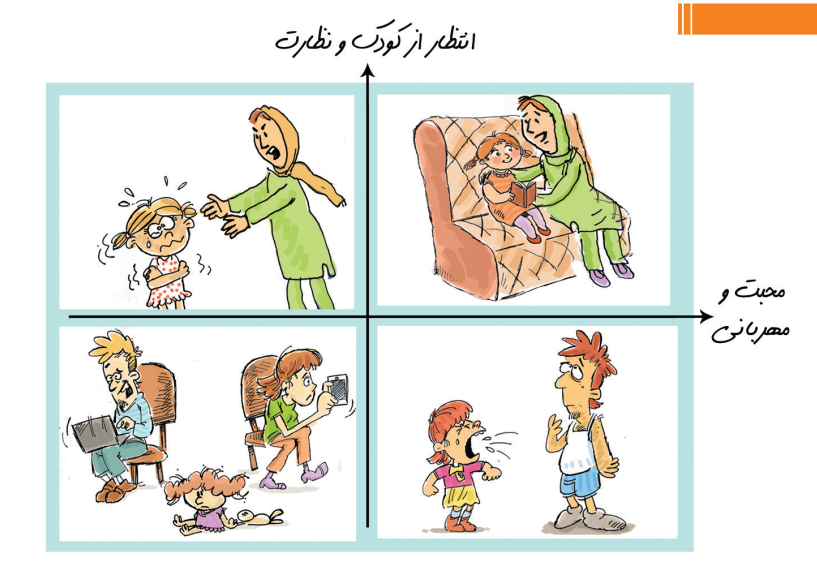 انتظار از کودک و نظارت
محبت و
مهربانی